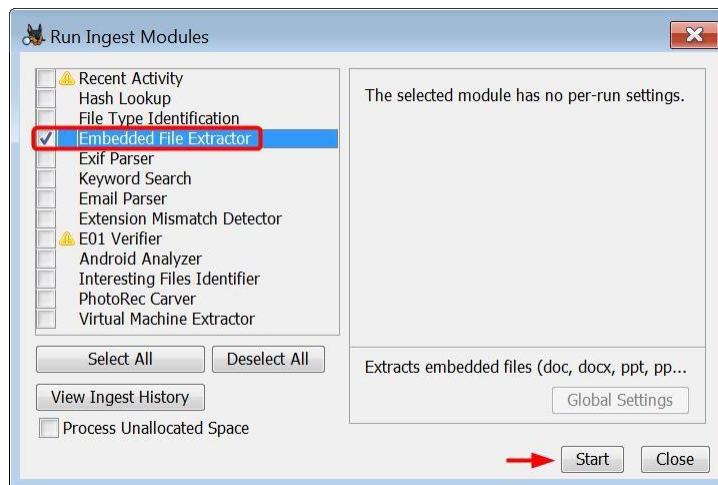 Run Ingest Modules
Recent Activity
Hash Lookup
File Type Identification
Embedded File Extractor
Exif Parser
Keyword Search
Email Parser
Extension Mismatch Detector
E01 Verifier
Android Analyzer
Interesting Files Identifier
PhotoRec Carver
Virtual Machine Extractor
The selected module has no per-run settings.
Select All
Deselect All
View Ingest History
Process Unallocated Space
Extracts embedded files (doc, docx, ppt, pp...
Global Settings
Start
Close